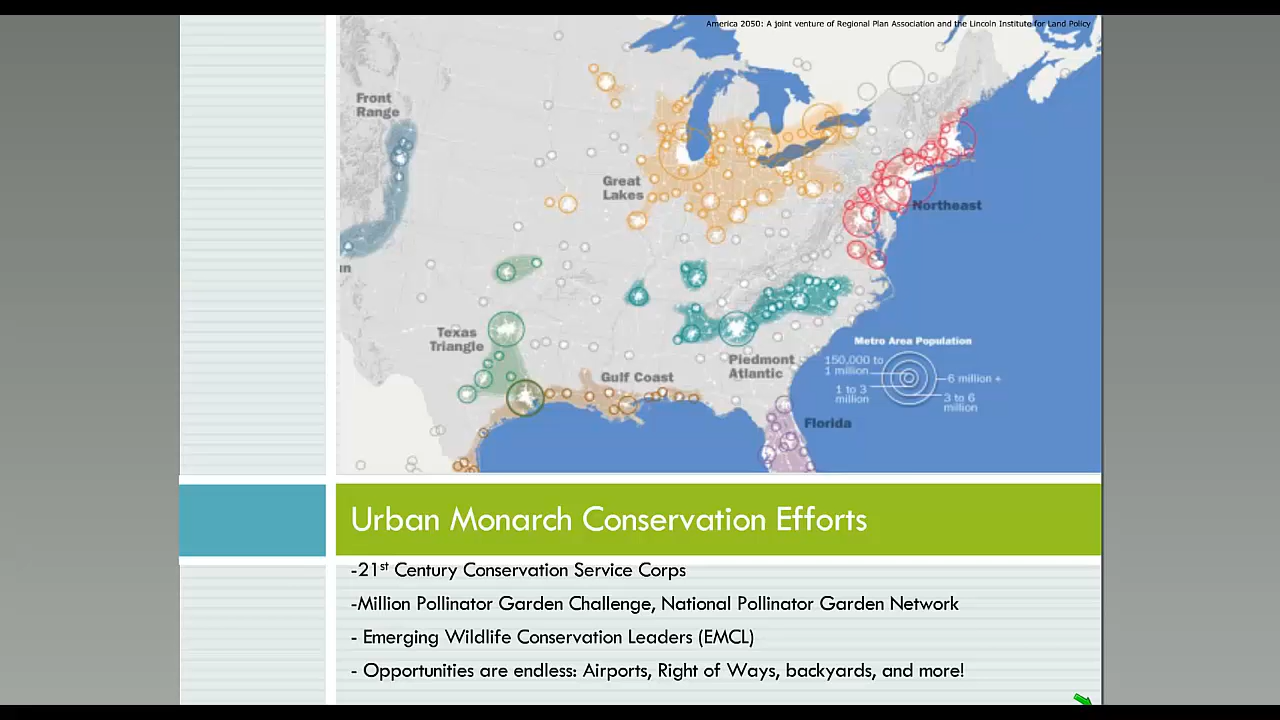 America 2050: A joint venture of Regional Plan Association and the Lincoln Institute for Land Policy
Front
Range
Great
Lakes
Northeast
un
Texas
Triangle
Gulf Coast
Piedmont
Atlantic
Florida
Metro Area Population
150,000 to
1 million
1 to 3
million
6 million +
3 to 6
million
Urban Monarch Conservation Efforts
-21st Century Conservation Service Corps
-Million Pollinator Garden Challenge, National Pollinator Garden Network
- Emerging Wildlife Conservation Leaders (EMCL)
- Opportunities are endless: Airports, Right of Ways, backyards, and more!